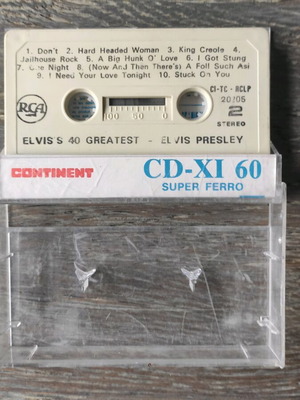 1. Don't 2. Hard Headed Woman 3. King Creole 4.
Jailhouse Rock 5. A Big Hunk O' Love 6. I Got Stung
7. One Night 8. (Now And Then There's) A Foll Such Asi
9. I Need Your Love Tonight 10. Stuck On You
RCA
CI-TC - RCLP
20/05
2
STEREO
100 50 0
ELVIS'S 40 GREATEST - ELVIS PRESLEY
CONTINENT
CD-XI 60
SUPER FERRO